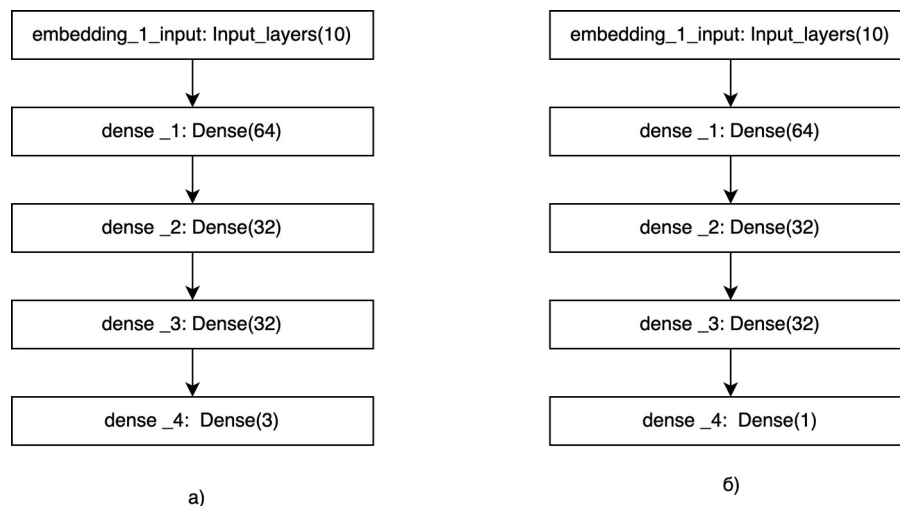 embedding_1_input: Input_layers(10)
dense _1: Dense(64)
dense _2: Dense(32)
dense _3: Dense(32)
dense _4:  Dense(3)
а)
embedding_1_input: Input_layers(10)
dense _1: Dense(64)
dense _2: Dense(32)
dense _3: Dense(32)
dense _4:  Dense(1)
б)